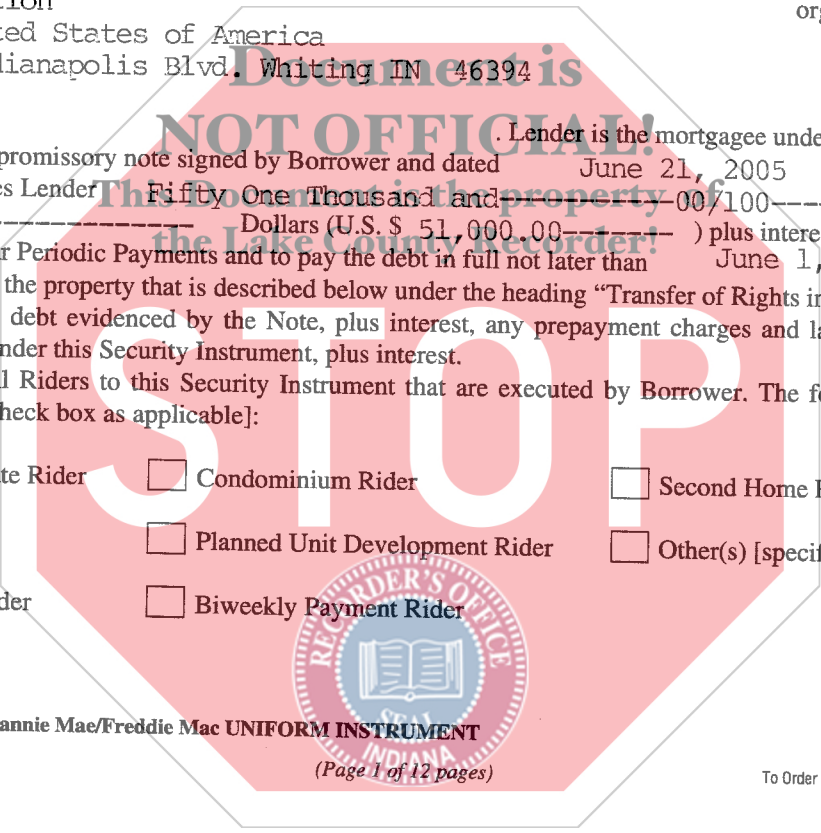 ted States of America
lianapolis Blvd. Whiting IN 46394
Document is
NOT OFFICIAL!
This Document is the property of
the Lake County Recorder!
. Lender is the mortgagee unde
promissory note signed by Borrower and dated June 21, 2005
es Lender Fifty One Thousand and-----------00/100----
-------------- Dollars (U.S. $ 51,000.00------- ) plus intere
r Periodic Payments and to pay the debt in full not later than June 1,
the property that is described below under the heading “Transfer of Rights in
debt evidenced by the Note, plus interest, any prepayment charges and la
nder this Security Instrument, plus interest.
l Riders to this Security Instrument that are executed by Borrower. The fo
heck box as applicable]:
STOP
te Rider Condominium Rider Second Home R
Planned Unit Development Rider Other(s) [specif
der Biweekly Payment Rider
RECORDER'S OFFICE
SEAL
INDIANA
annie Mae/Freddie Mac UNIFORM INSTRUMENT
(Page 1 of 12 pages)
To Order